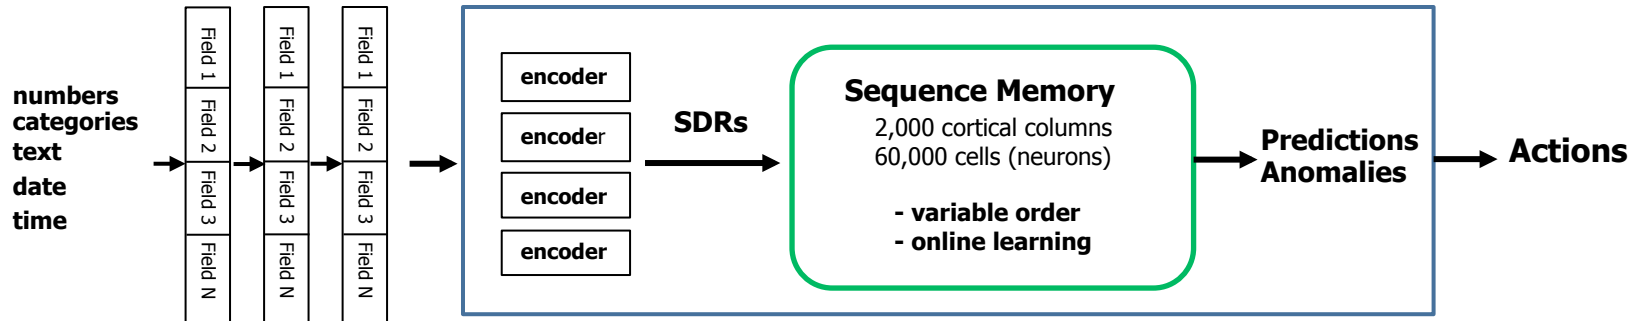 numbers
categories
text
date
time
Field 1
Field 2
Field 3
Field N
Field 1
Field 2
Field 3
Field N
Field 1
Field 2
Field 3
Field N
encoder
encoder
encoder
encoder
SDRs
Sequence Memory
2,000 cortical columns
60,000 cells (neurons)
- variable order
- online learning
Predictions
Anomalies
Actions